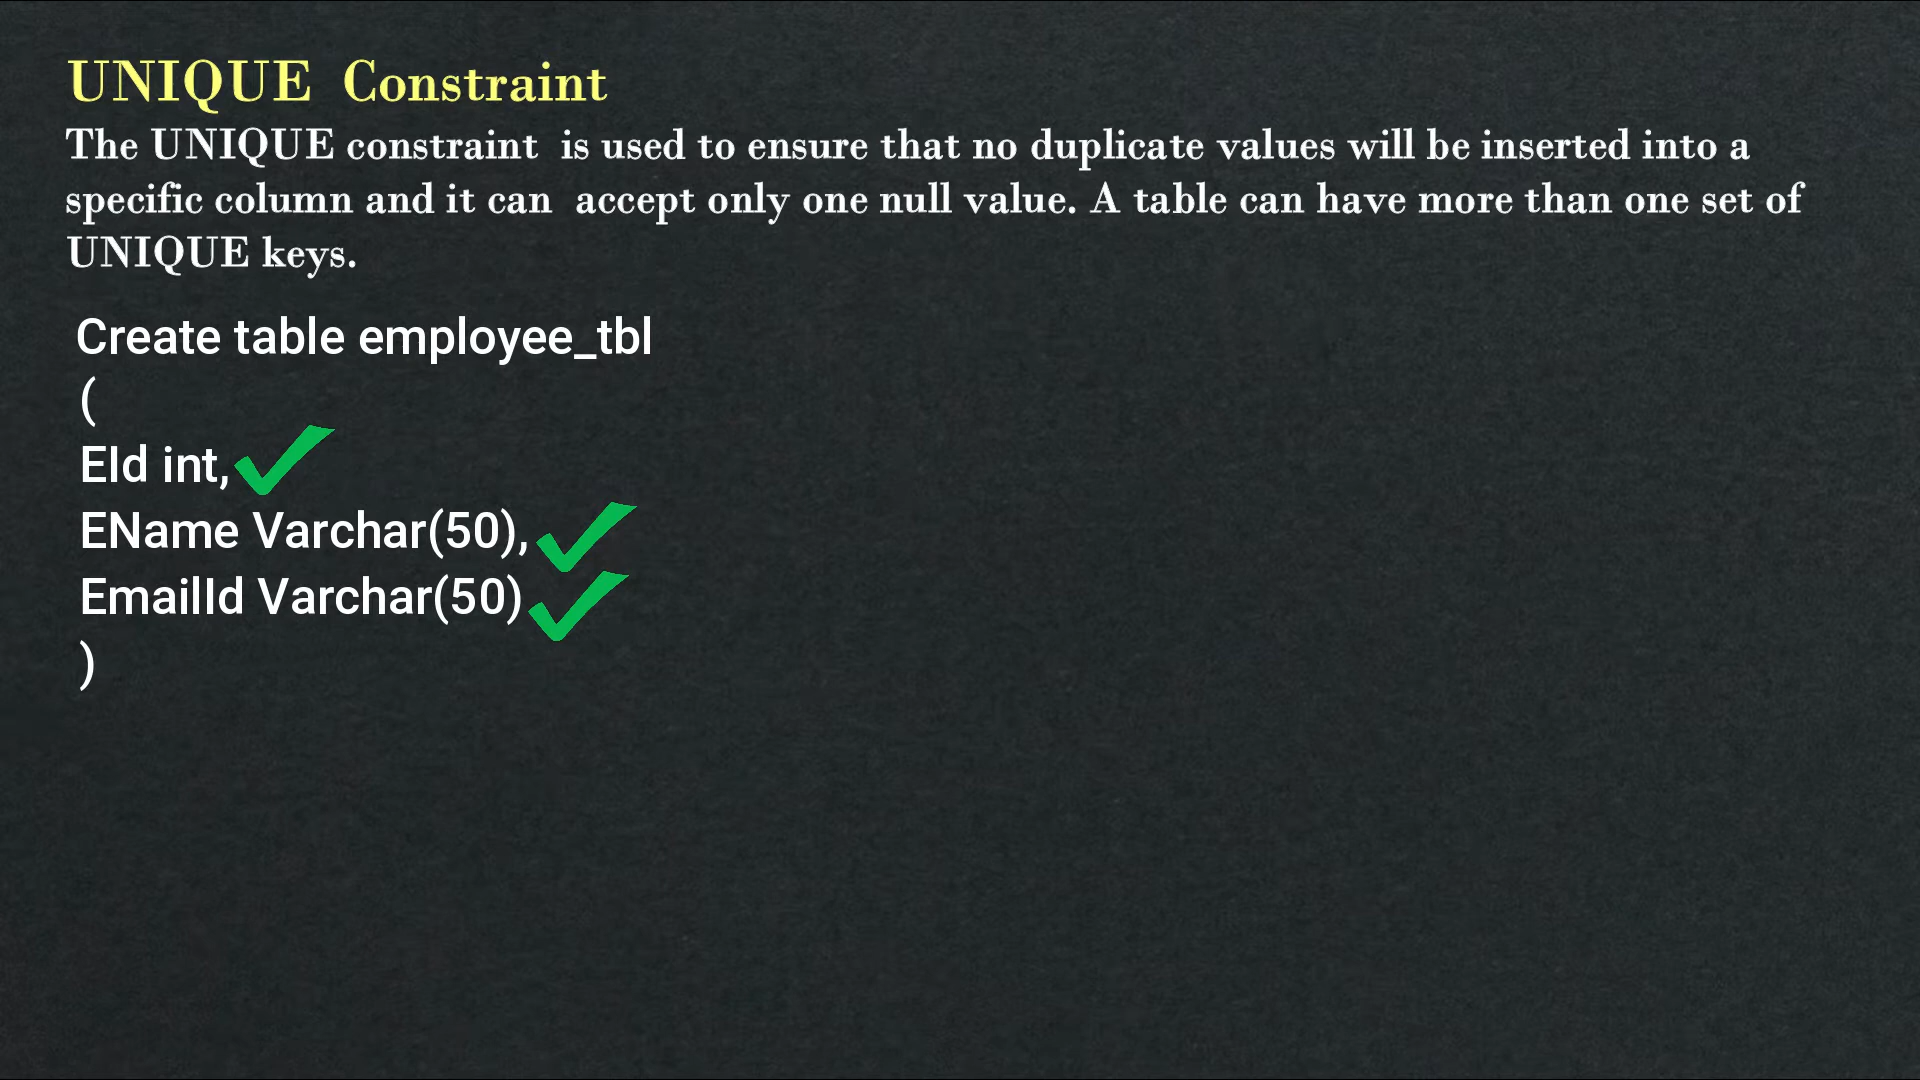 UNIQUE Constraint
The UNIQUE constraint is used to ensure that no duplicate values will be inserted into a
specific column and it can accept only one null value. A table can have more than one set of
UNIQUE keys.
Create table employee_tbl
(
EId int,
EName Varchar(50),
EmailId Varchar(50)
)